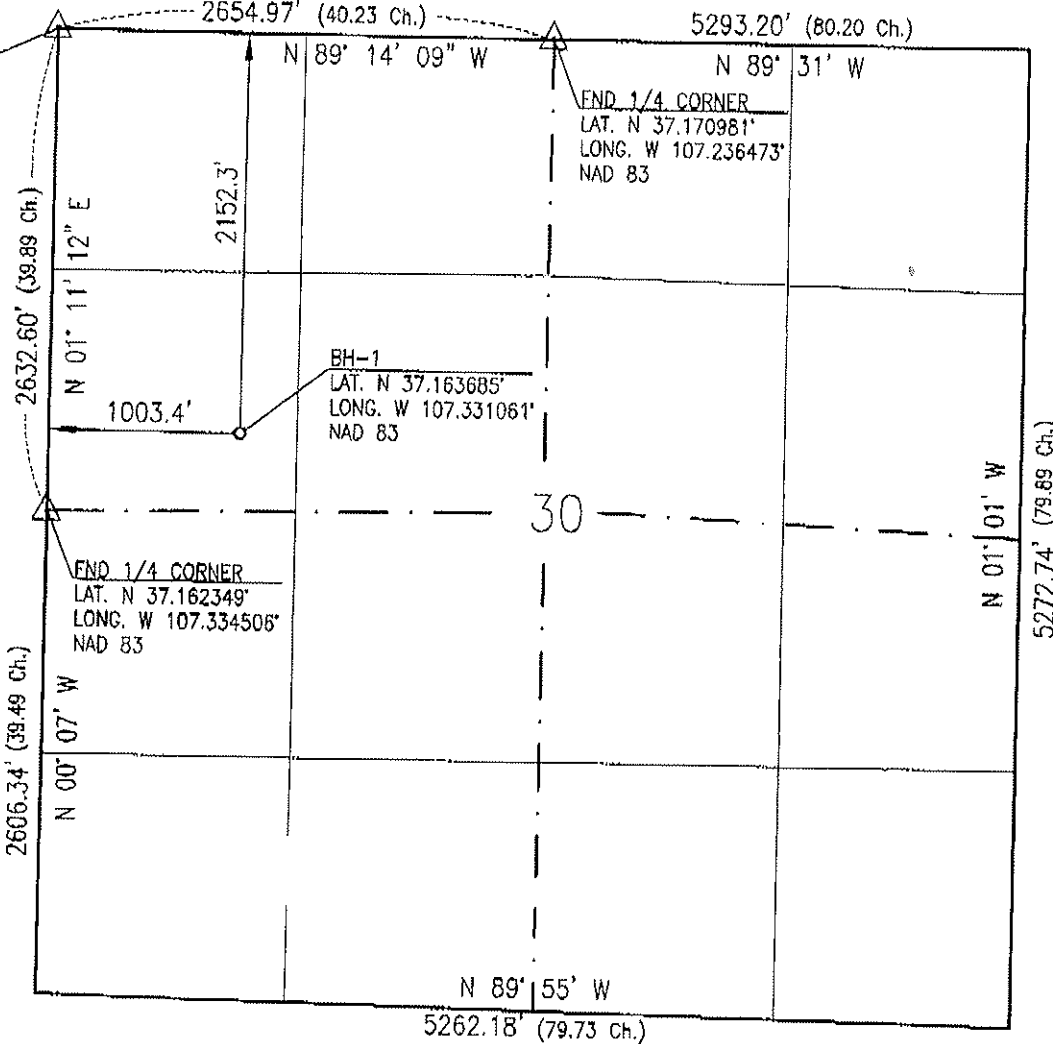 2654.97' (40.23 Ch.)
5293.20' (80.20 Ch.)
N 89° 14' 09" W
N 89° 31' W
FND 1/4 CORNER
LAT. N 37.170981°
LONG. W 107.236473°
NAD 83
2152.3'
2632.60' (39.89 Ch.)
N 01° 11' 12" E
BH-1
LAT. N 37.163685°
LONG. W 107.331061°
NAD 83
1003.4'
30
N 01° 01' W
5272.74' (79.89 Ch.)
FND 1/4 CORNER
LAT. N 37.162349°
LONG. W 107.334506°
NAD 83
2606.34' (39.49 Ch.)
N 00° 07' W
N 89° 55' W
5262.18' (79.73 Ch.)